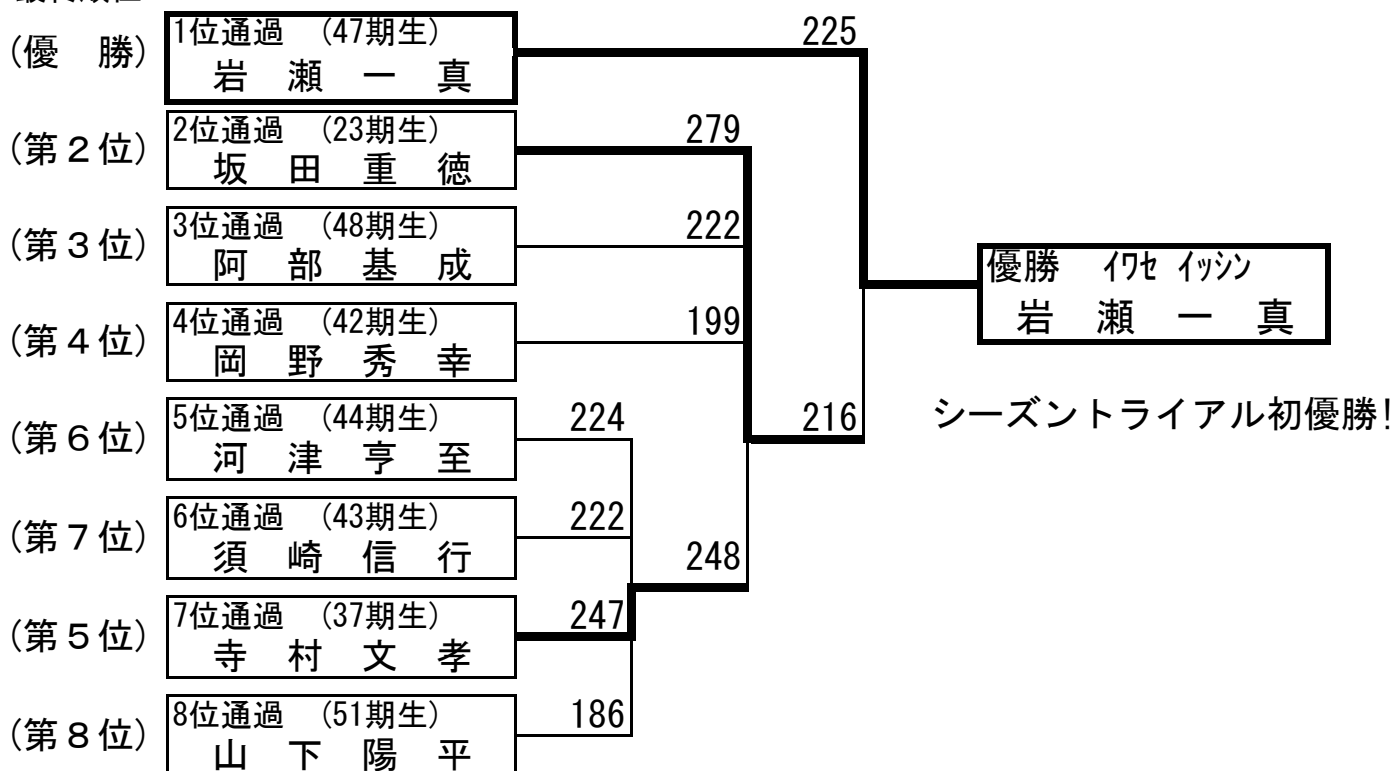 (優　勝)
1位通過　(47期生)
岩　瀬　一　真
225
(第２位)
2位通過　(23期生)
坂　田　重　徳
279
(第３位)
3位通過　(48期生)
阿　部　基　成
222
優勝　ｲﾜｾ ｲｯｼﾝ
岩　瀬　一　真
(第４位)
4位通過　(42期生)
岡　野　秀　幸
199
(第６位)
5位通過　(44期生)
河　津　亨　至
224
216
シーズントライアル初優勝!
(第７位)
6位通過　(43期生)
須　崎　信　行
222
248
(第５位)
7位通過　(37期生)
寺　村　文　孝
247
(第８位)
8位通過　(51期生)
山　下　陽　平
186